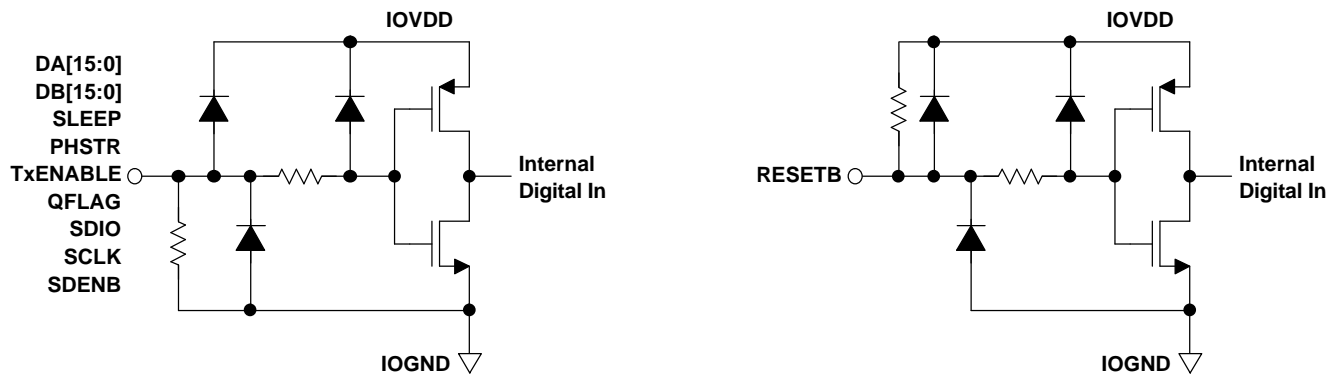 IOVDD
DA[15:0]
DB[15:0]
SLEEP
PHSTR
TxENABLE
QFLAG
SDIO
SCLK
SDENB
Internal
Digital In
IOGND
IOVDD
RESETB
Internal
Digital In
IOGND